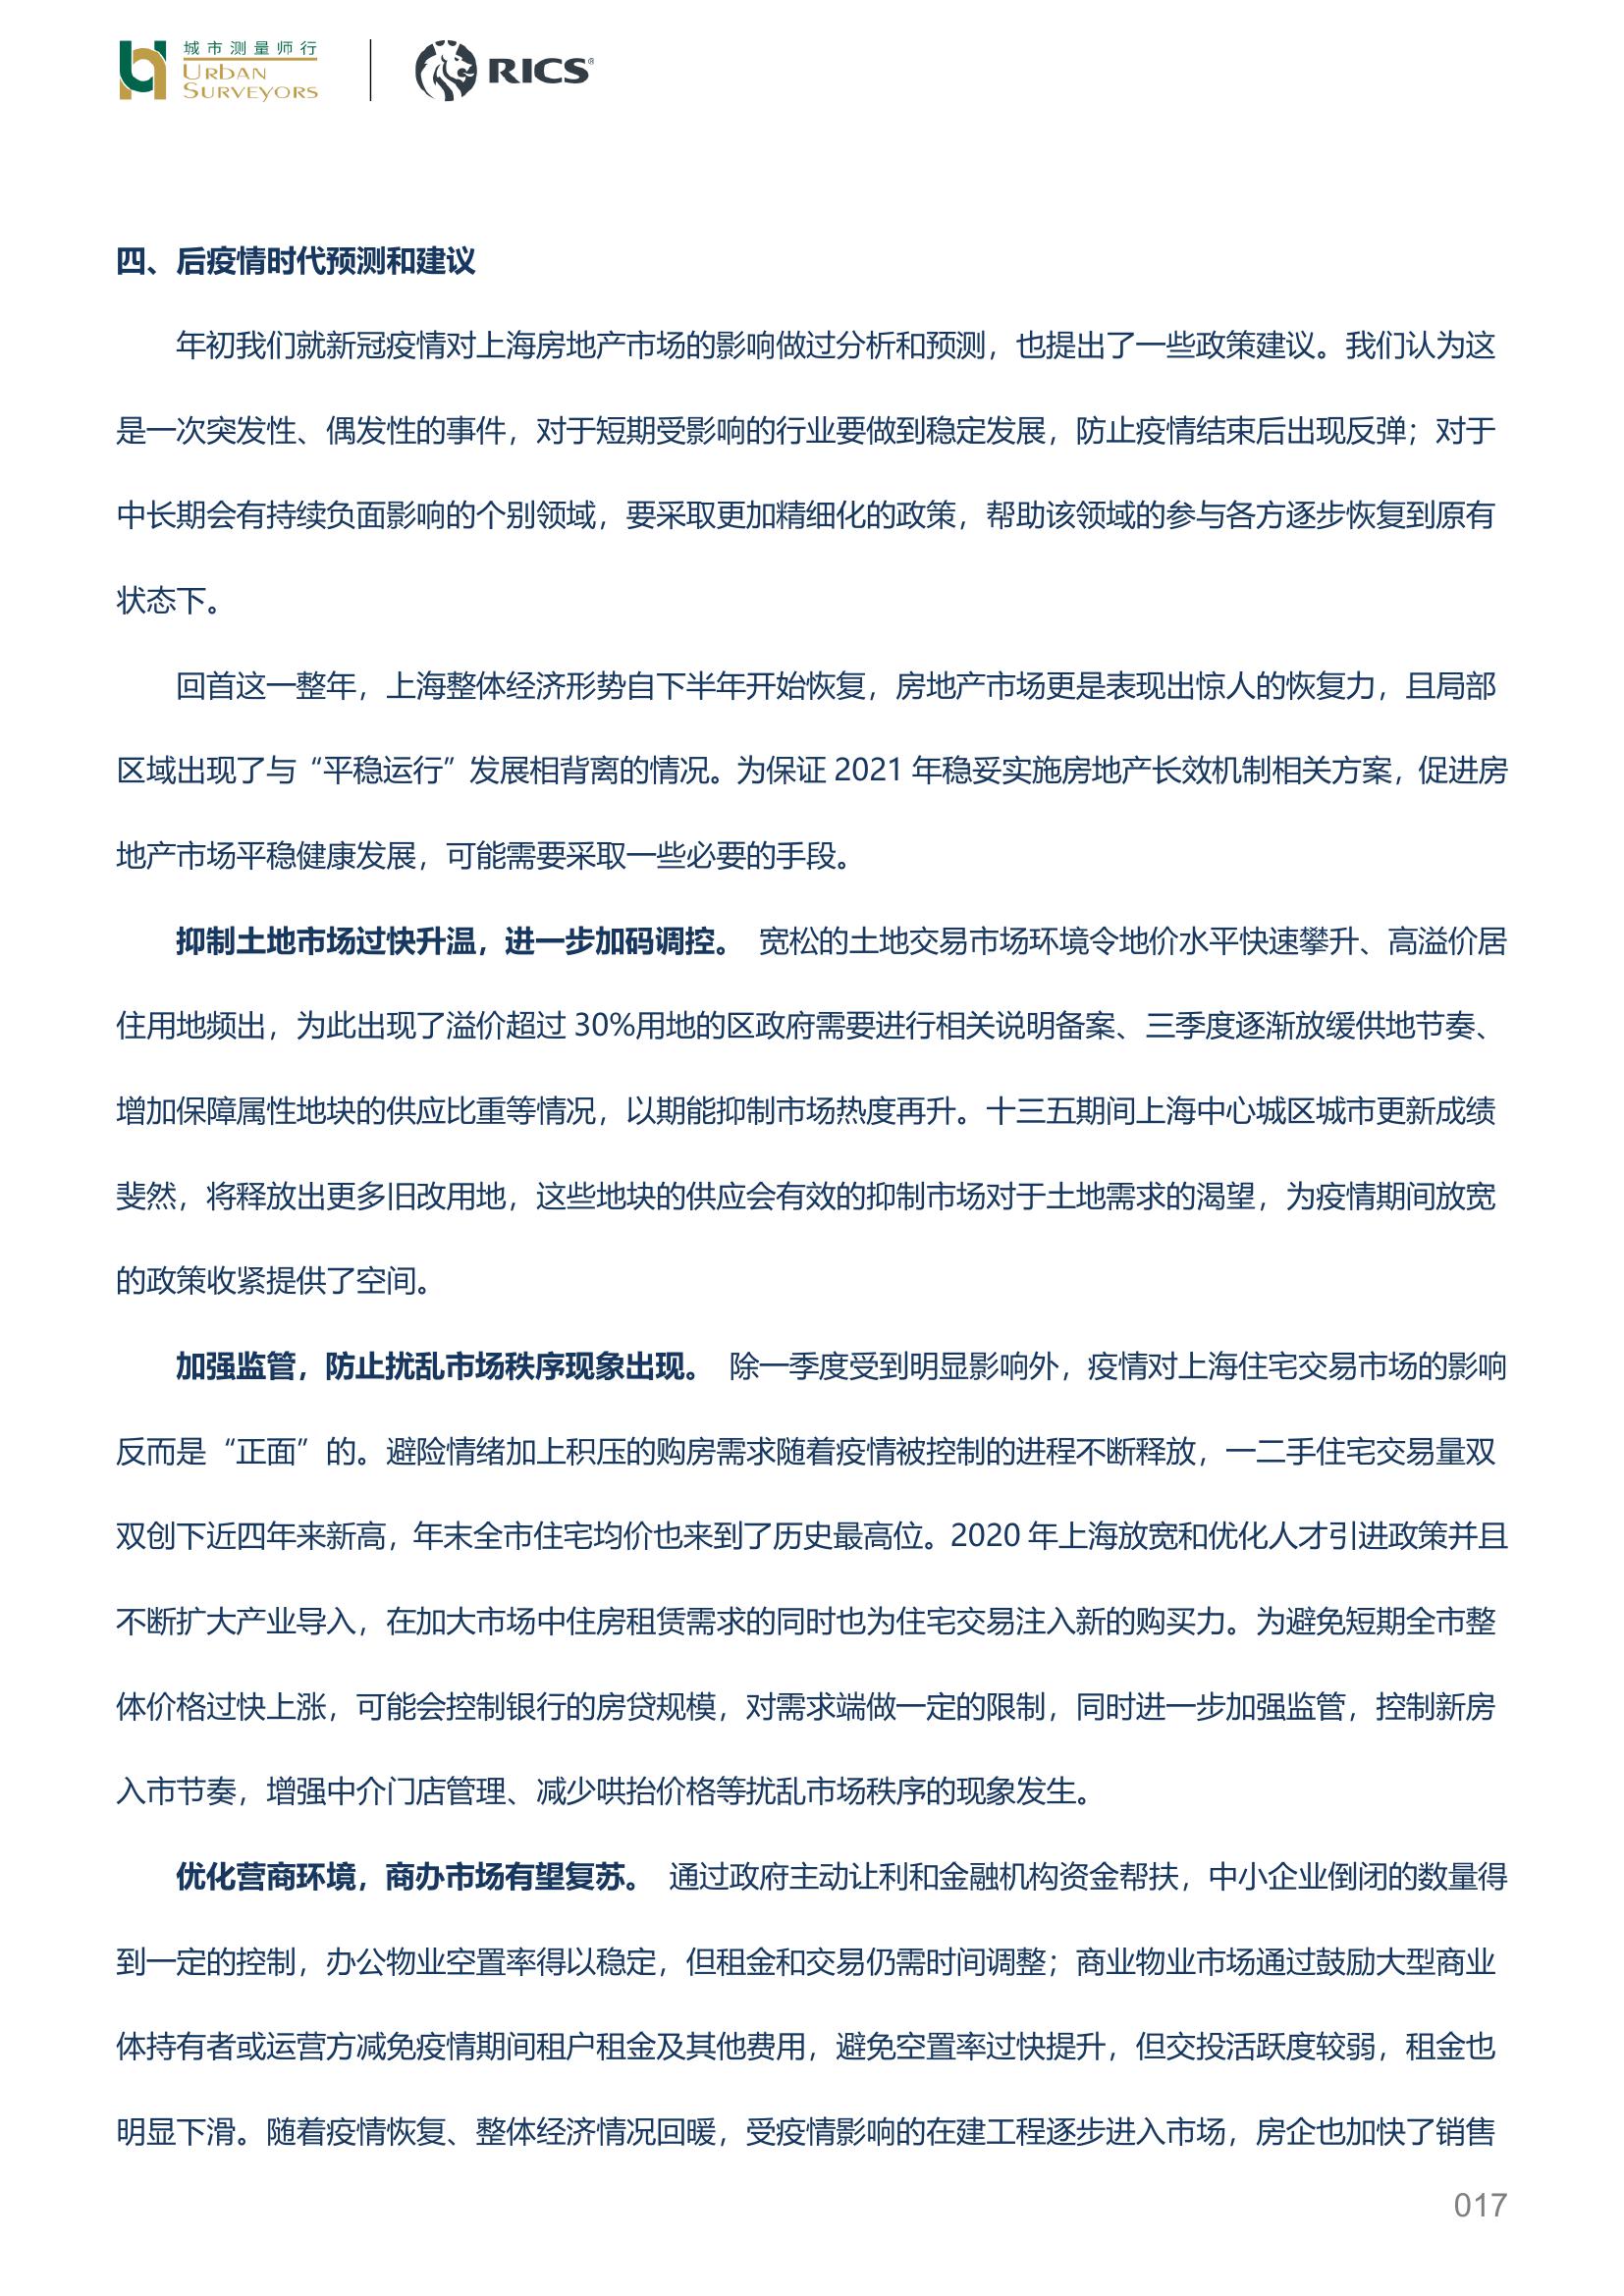 城市测量师行
URBAN
SURVEYORS
RICS®
四、后疫情时代预测和建议
年初我们就新冠疫情对上海房地产市场的影响做过分析和预测，也提出了一些政策建议。我们认为这
是一次突发性、偶发性的事件，对于短期受影响的行业要做到稳定发展，防止疫情结束后出现反弹；对于
中长期会有持续负面影响的个别领域，要采取更加精细化的政策，帮助该领域的参与各方逐步恢复到原有
状态下。
回首这一整年，上海整体经济形势自下半年开始恢复，房地产市场更是表现出惊人的恢复力，且局部
区域出现了与“平稳运行”发展相背离的情况。为保证 2021 年稳妥实施房地产长效机制相关方案，促进房
地产市场平稳健康发展，可能需要采取一些必要的手段。
抑制土地市场过快升温，进一步加码调控。 宽松的土地交易市场环境令地价水平快速攀升、高溢价居
住用地频出，为此出现了溢价超过 30%用地的区政府需要进行相关说明备案、三季度逐渐放缓供地节奏、
增加保障属性地块的供应比重等情况，以期能抑制市场热度再升。十三五期间上海中心城区城市更新成绩
斐然，将释放出更多旧改用地，这些地块的供应会有效的抑制市场对于土地需求的渴望，为疫情期间放宽
的政策收紧提供了空间。
加强监管，防止扰乱市场秩序现象出现。 除一季度受到明显影响外，疫情对上海住宅交易市场的影响
反而是“正面”的。避险情绪加上积压的购房需求随着疫情被控制的进程不断释放，一二手住宅交易量双
双创下近四年来新高，年末全市住宅均价也来到了历史最高位。2020 年上海放宽和优化人才引进政策并且
不断扩大产业导入，在加大市场中住房租赁需求的同时也为住宅交易注入新的购买力。为避免短期全市整
体价格过快上涨，可能会控制银行的房贷规模，对需求端做一定的限制，同时进一步加强监管，控制新房
入市节奏，增强中介门店管理、减少哄抬价格等扰乱市场秩序的现象发生。
优化营商环境，商办市场有望复苏。 通过政府主动让利和金融机构资金帮扶，中小企业倒闭的数量得
到一定的控制，办公物业空置率得以稳定，但租金和交易仍需时间调整；商业物业市场通过鼓励大型商业
体持有者或运营方减免疫情期间租户租金及其他费用，避免空置率过快提升，但交投活跃度较弱，租金也
明显下滑。随着疫情恢复、整体经济情况回暖，受疫情影响的在建工程逐步进入市场，房企也加快了销售
017